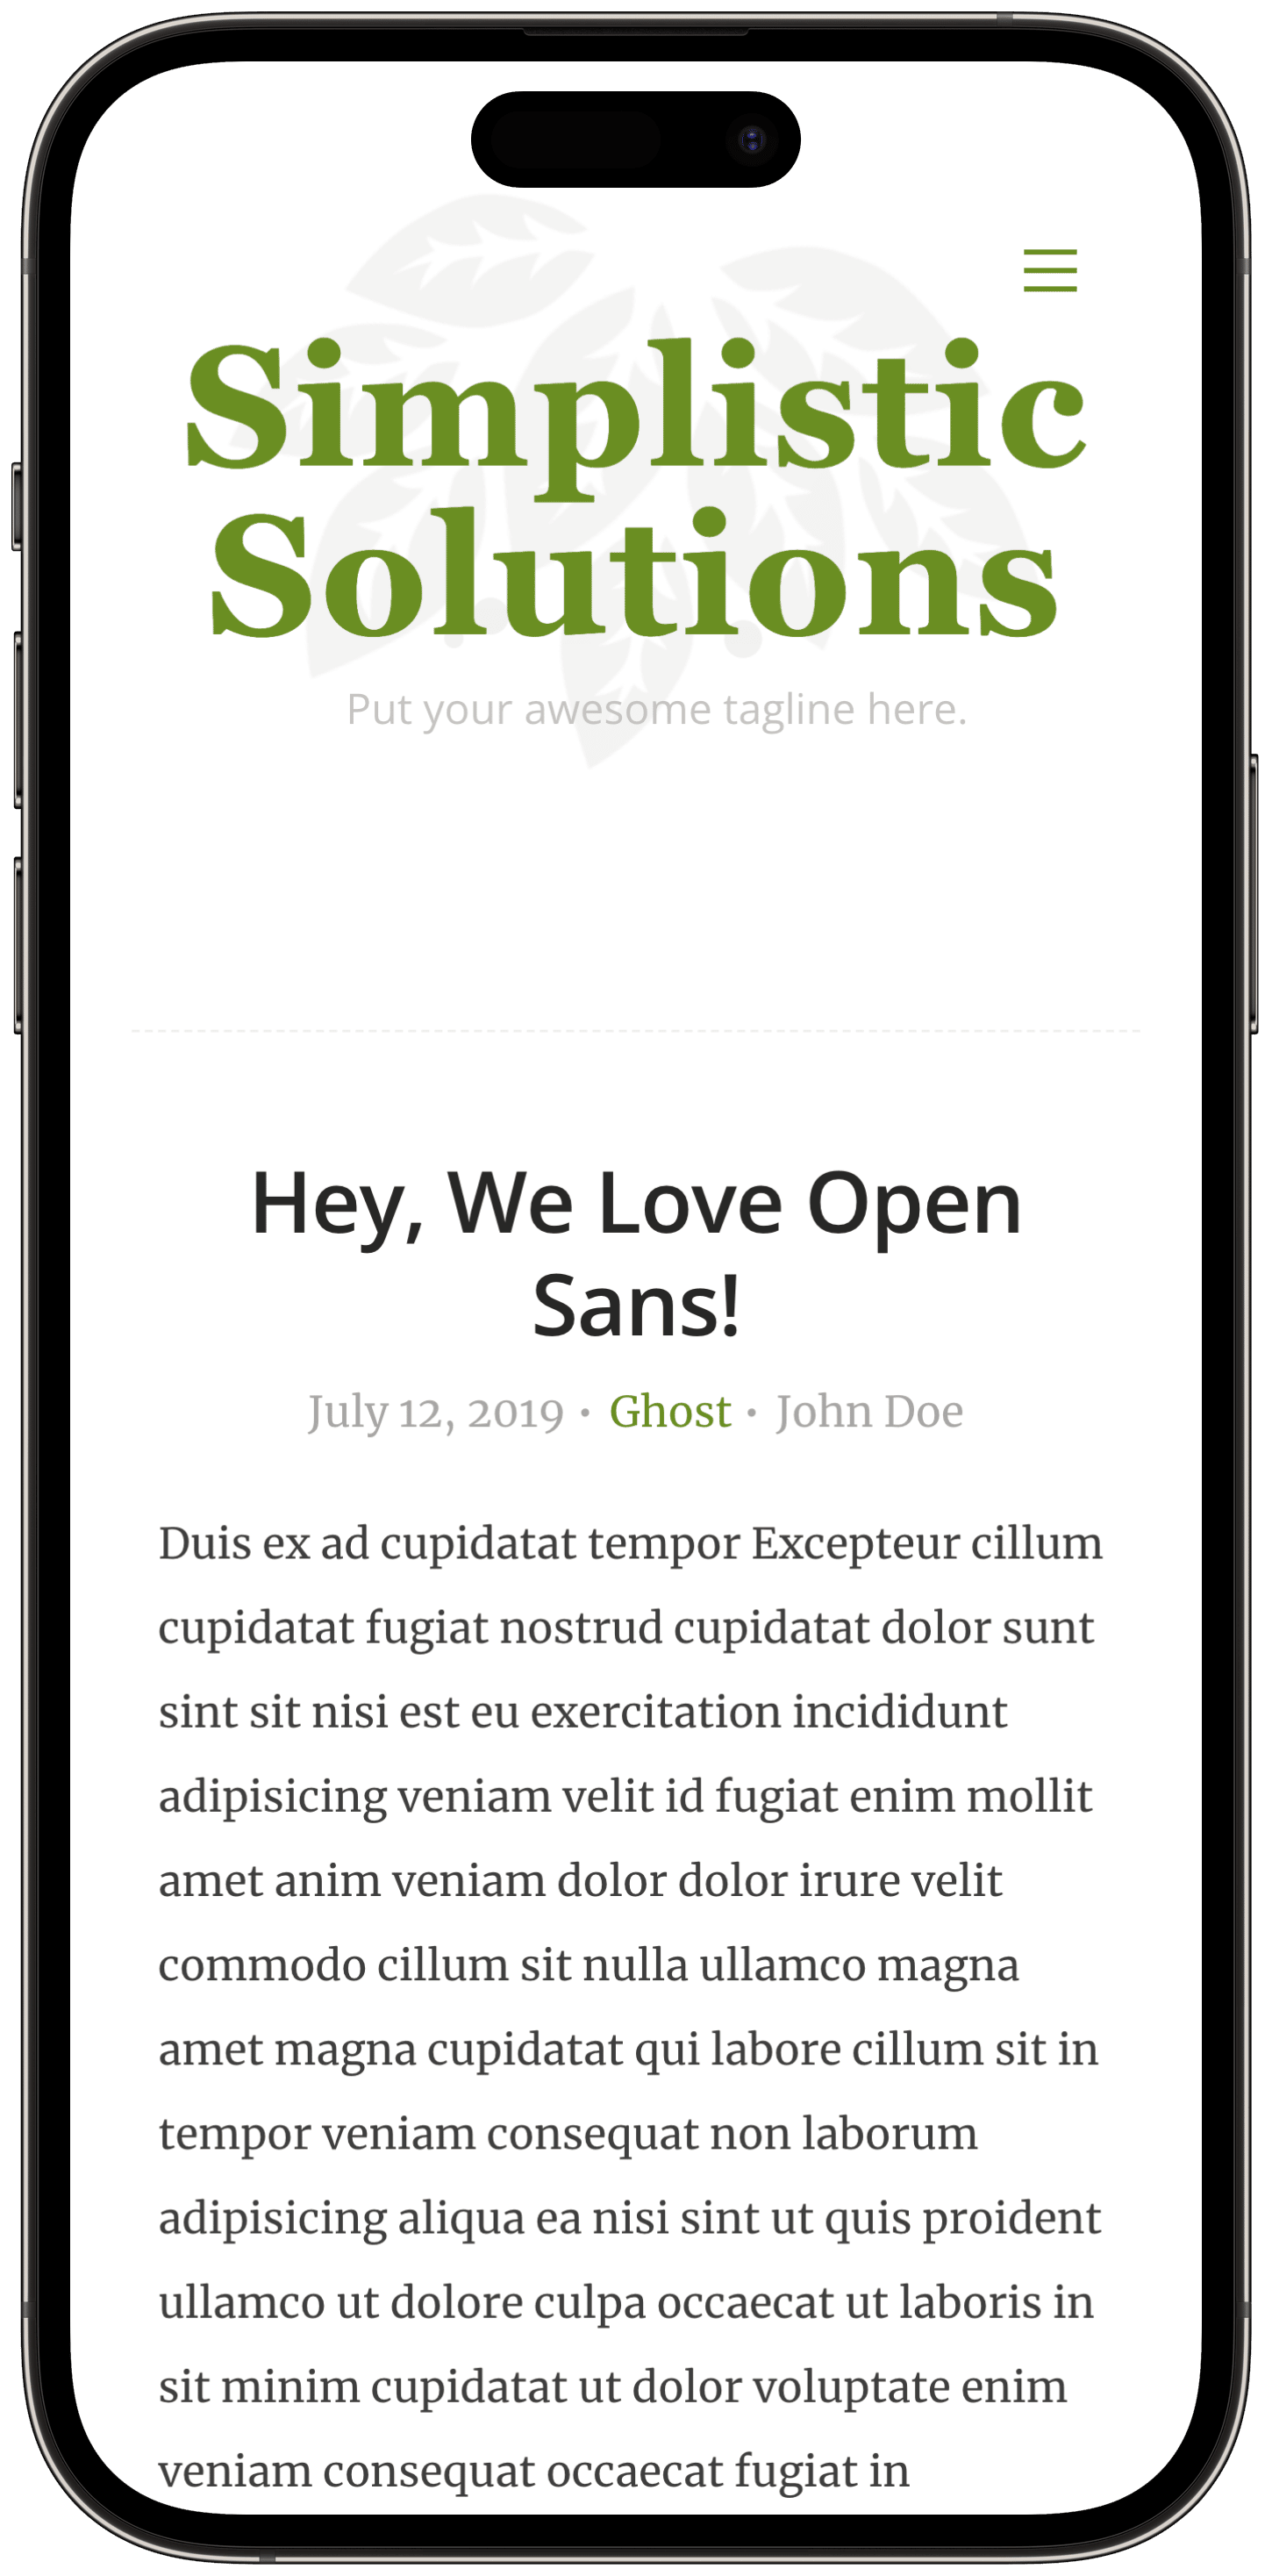 Simplistic
Solutions
Put your awesome tagline here.
Hey, We Love Open
Sans!
July 12, 2019 • Ghost • John Doe
Duis ex ad cupidatat tempor Excepteur cillum
cupidatat fugiat nostrud cupidatat dolor sunt
sint sit nisi est eu exercitation incididunt
adipisicing veniam velit id fugiat enim mollit
amet anim veniam dolor dolor irure velit
commodo cillum sit nulla ullamco magna
amet magna cupidatat qui labore cillum sit in
tempor veniam consequat non laborum
adipisicing aliqua ea nisi sint ut quis proident
ullamco ut dolore culpa occaecat ut laboris in
sit minim cupidatat ut dolor voluptate enim
veniam consequat occaecat fugiat in